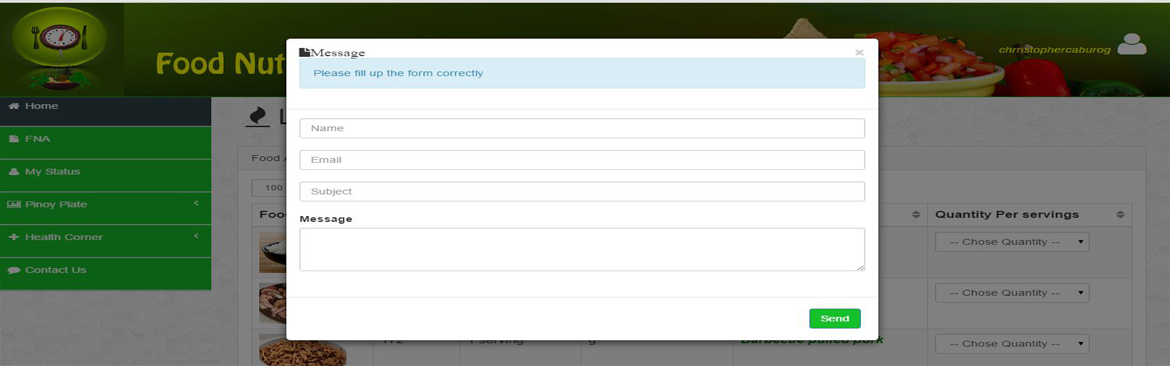 Food Nut
christophercaburog
Message ×
Please fill up the form correctly
Name
Email
Subject
Message
Send
Home
FNA
My Status
Pinoy Plate
Health Corner
Contact Us
L
Food A
100
Foo
Quantity Per servings
-- Chose Quantity --
-- Chose Quantity --
Barbecue pulled pork
-- Chose Quantity --